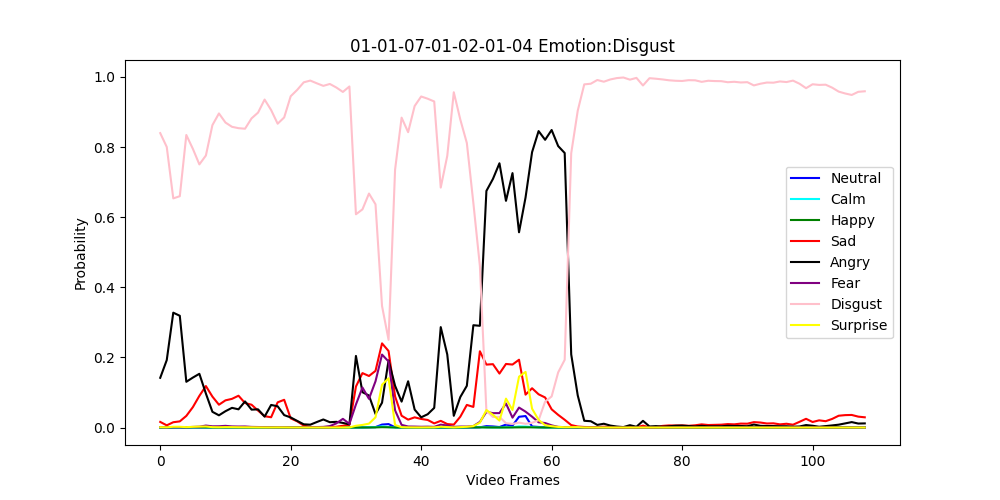 01-01-07-01-02-01-04 Emotion:Disgust
1.0
0.8
0.6
0.4
0.2
0.0
Probability
Neutral
Calm
Happy
Sad
Angry
Fear
Disgust
Surprise
0 20 40 60 80 100
Video Frames